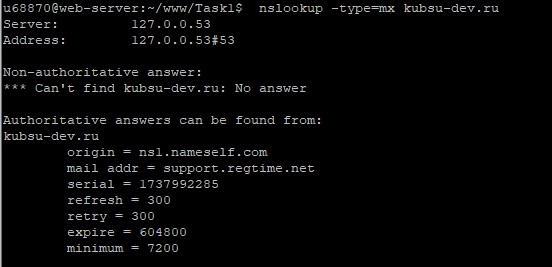 u68870@web-server:~/www/Task1$  nslookup -type=mx kubsu-dev.ru
Server:         127.0.0.53
Address:        127.0.0.53#53

Non-authoritative answer:
*** Can't find kubsu-dev.ru: No answer

Authoritative answers can be found from:
kubsu-dev.ru
        origin = ns1.nameself.com
        mail addr = support.regtime.net
        serial = 1737992285
        refresh = 300
        retry = 300
        expire = 604800
        minimum = 7200